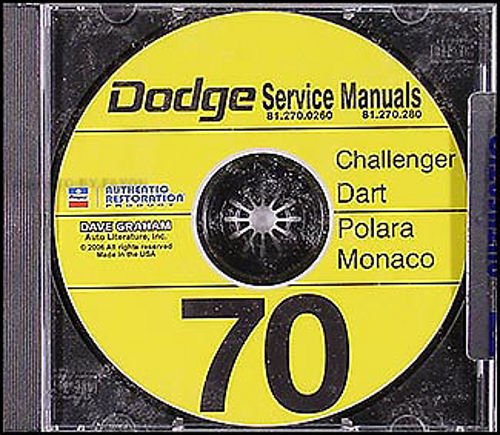 Dodge Service Manuals
81.270.0260 81.270.280
Challenger
Dart
Polara
Monaco
AUTHENTIC
RESTORATION
PRODUCT
DAVE GRAHAM
Auto Literature, Inc.
© 2006 All rights reserved
Made in the USA
70